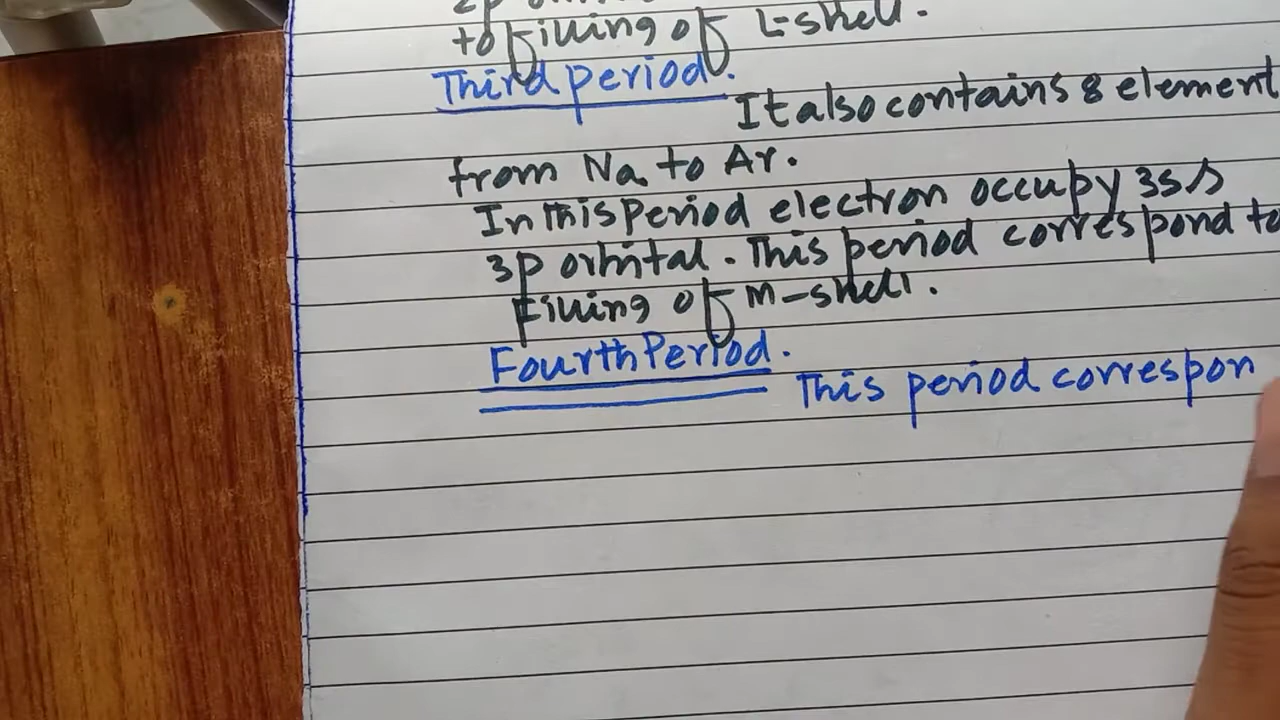 2p
to filling of L-shell.
Third period.
It also contains 8 element
from Na to Ar.
In this Period electron occupy 3s &
3p orbital. This period correspond to
Filling of M-shell.
Fourth Period.
This period correspon